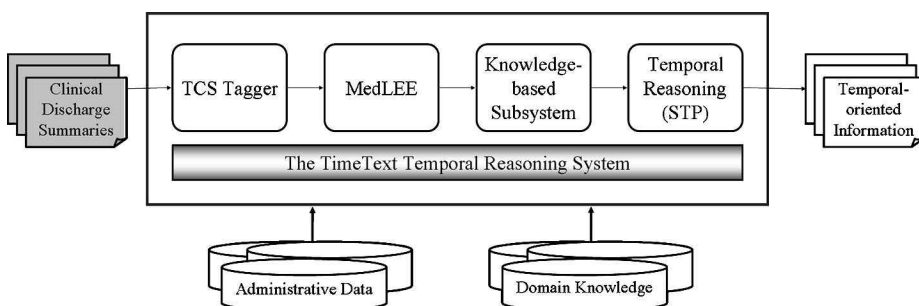 Clinical
Discharge
Summaries
TCS Tagger
MedLEE
Knowledge-
based
Subsystem
Temporal
Reasoning
(STP)
Temporal-
oriented
Information
The TimeText Temporal Reasoning System
Administrative Data
Domain Knowledge